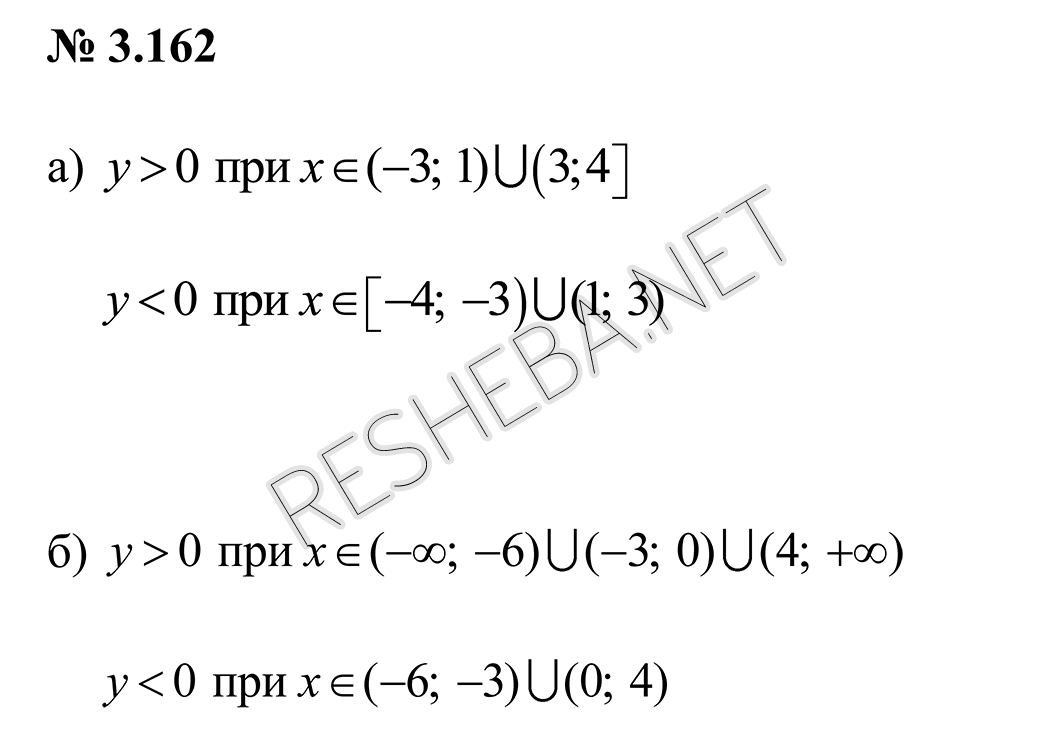 № 3.162
а) y > 0 при x ∈ (−3; 1)⋃(3;4]
y < 0 при x ∈ [−4; −3)⋃(1; 3)
RESHEBA.NET
б) y > 0 при x ∈ (−∞; −6)⋃(−3; 0)⋃(4; +∞)
y < 0 при x ∈ (−6; −3)⋃(0; 4)